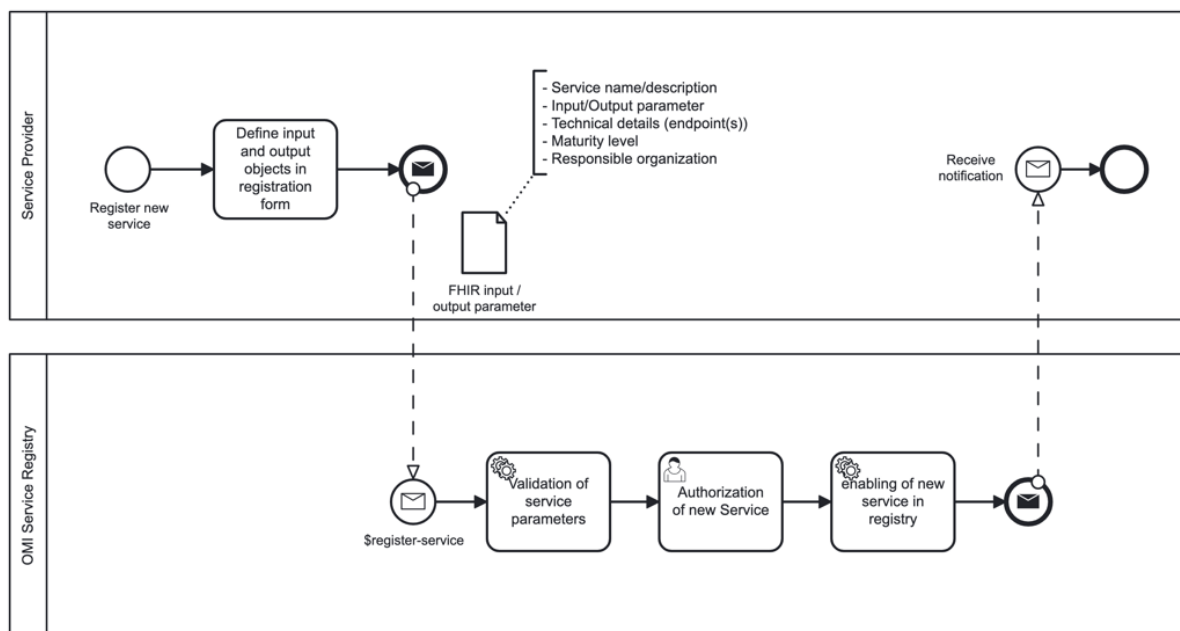 Service Provider
Register new
service
Define input
and output
objects in
registration
form
- Service name/description
- Input/Output parameter
- Technical details (endpoint(s))
- Maturity level
- Responsible organization
FHIR input /
output parameter
Receive
notification
OMI Service Registry
$register-service
Validation of
service
parameters
Authorization
of new Service
enabling of new
service in
registry